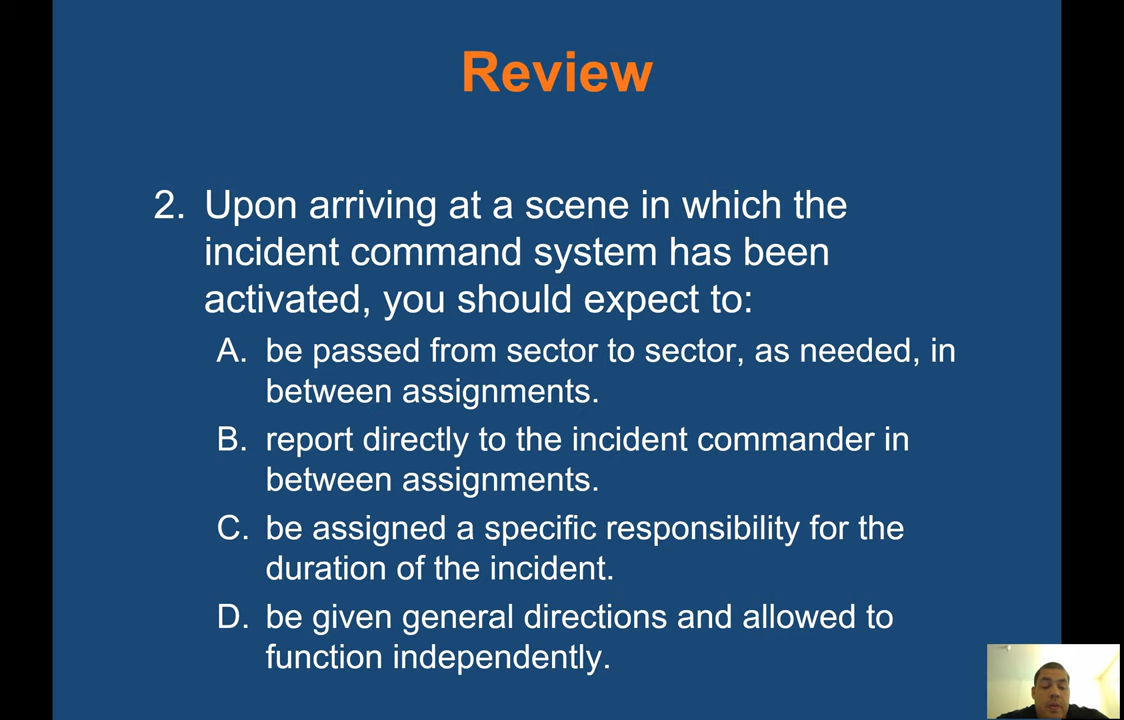 Review
2. Upon arriving at a scene in which the
incident command system has been
activated, you should expect to:
A. be passed from sector to sector, as needed, in
between assignments.
B. report directly to the incident commander in
between assignments.
C. be assigned a specific responsibility for the
duration of the incident.
D. be given general directions and allowed to
function independently.